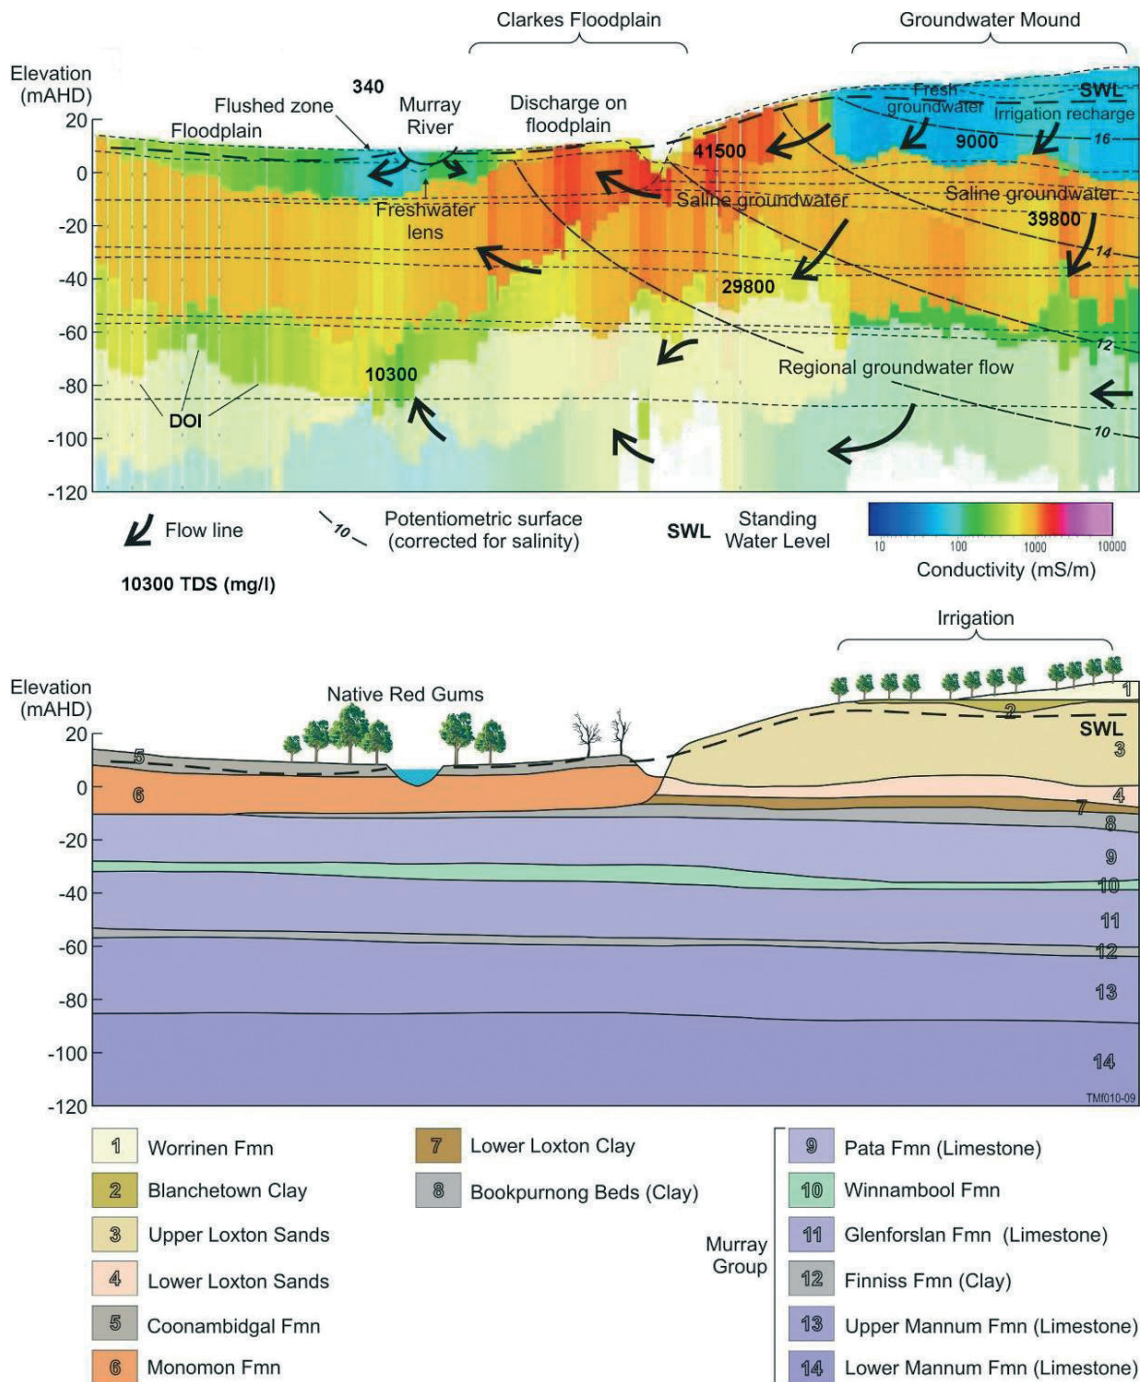 Clarkes Floodplain
Groundwater Mound
Elevation
(mAHD)
340
Flushed zone
Floodplain
Murray
River
Discharge on
floodplain
Fresh
groundwater
SWL
Irrigation recharge
20
0
-20
-40
-60
-80
-100
-120
41500
9000
16
Freshwater
lens
Saline groundwater
Saline groundwater
39800
14
29800
12
10300
Regional groundwater flow
DOI
10
Flow line
10
Potentiometric surface
(corrected for salinity)
SWL
Standing
Water Level
10
100
1000
10000
Conductivity (mS/m)
10300 TDS (mg/l)
Irrigation
Elevation
(mAHD)
Native Red Gums
20
0
-20
-40
-60
-80
-100
-120
1
2
SWL
3
5
6
4
7
8
9
10
11
12
13
14
TMf010-09
1 Worrinen Fmn
2 Blanchetown Clay
3 Upper Loxton Sands
4 Lower Loxton Sands
5 Coonambidgal Fmn
6 Monomon Fmn
7 Lower Loxton Clay
8 Bookpurnong Beds (Clay)
Murray
Group
9 Pata Fmn (Limestone)
10 Winnambool Fmn
11 Glenforslan Fmn (Limestone)
12 Finniss Fmn (Clay)
13 Upper Mannum Fmn (Limestone)
14 Lower Mannum Fmn (Limestone)